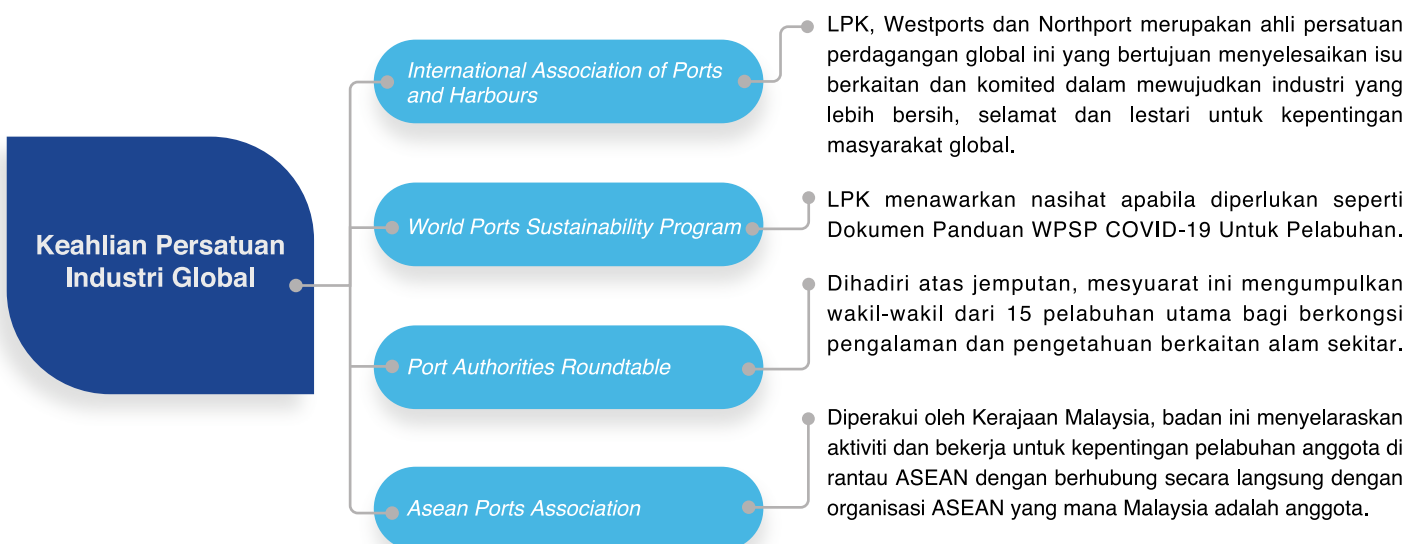 Keahlian Persatuan
Industri Global
International Association of Ports
and Harbours
LPK, Westports dan Northport merupakan ahli persatuan
perdagangan global ini yang bertujuan menyelesaikan isu
berkaitan dan komited dalam mewujudkan industri yang
lebih bersih, selamat dan lestari untuk kepentingan
masyarakat global.
World Ports Sustainability Program
LPK menawarkan nasihat apabila diperlukan seperti
Dokumen Panduan WPSP COVID-19 Untuk Pelabuhan.
Port Authorities Roundtable
Dihadiri atas jemputan, mesyuarat ini mengumpulkan
wakil-wakil dari 15 pelabuhan utama bagi berkongsi
pengalaman dan pengetahuan berkaitan alam sekitar.
Asean Ports Association
Diperakui oleh Kerajaan Malaysia, badan ini menyelaraskan
aktiviti dan bekerja untuk kepentingan pelabuhan anggota di
rantau ASEAN dengan berhubung secara langsung dengan
organisasi ASEAN yang mana Malaysia adalah anggota.